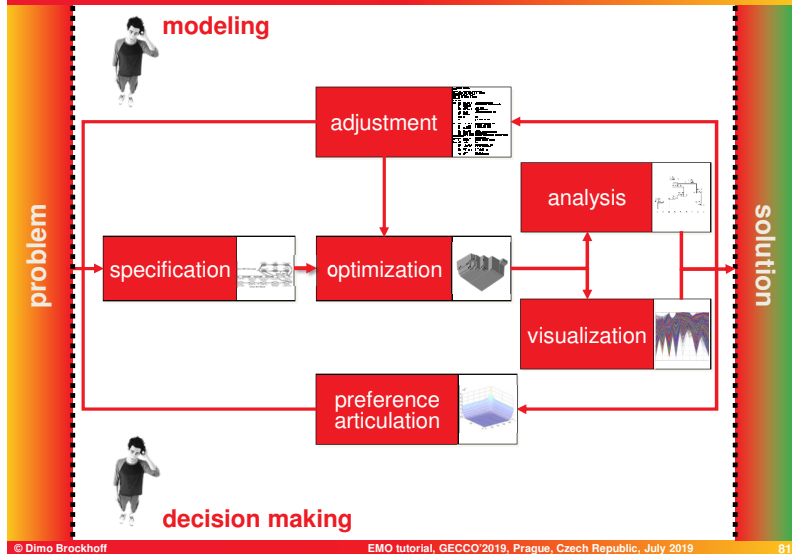 modeling
adjustment
analysis
problem
specification
optimization
solution
visualization
preference
articulation
decision making
© Dimo Brockhoff
EMO tutorial, GECCO'2019, Prague, Czech Republic, July 2019
81